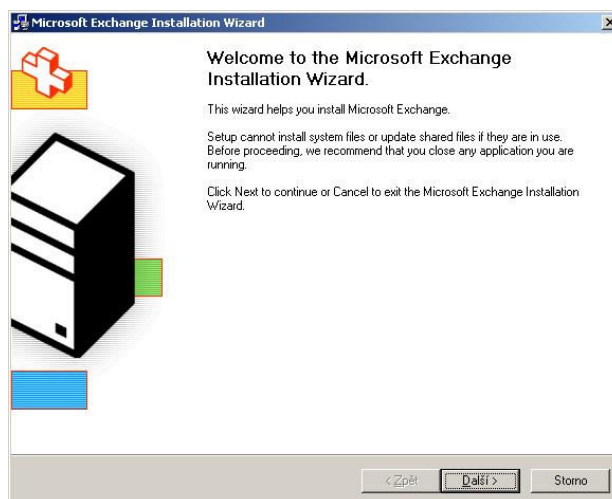 Microsoft Exchange Installation Wizard
Welcome to the Microsoft Exchange
Installation Wizard.
This wizard helps you install Microsoft Exchange.
Setup cannot install system files or update shared files if they are in use.
Before proceeding, we recommend that you close any application you are
running.
Click Next to continue or Cancel to exit the Microsoft Exchange Installation
Wizard.
< Zpět Další > Storno